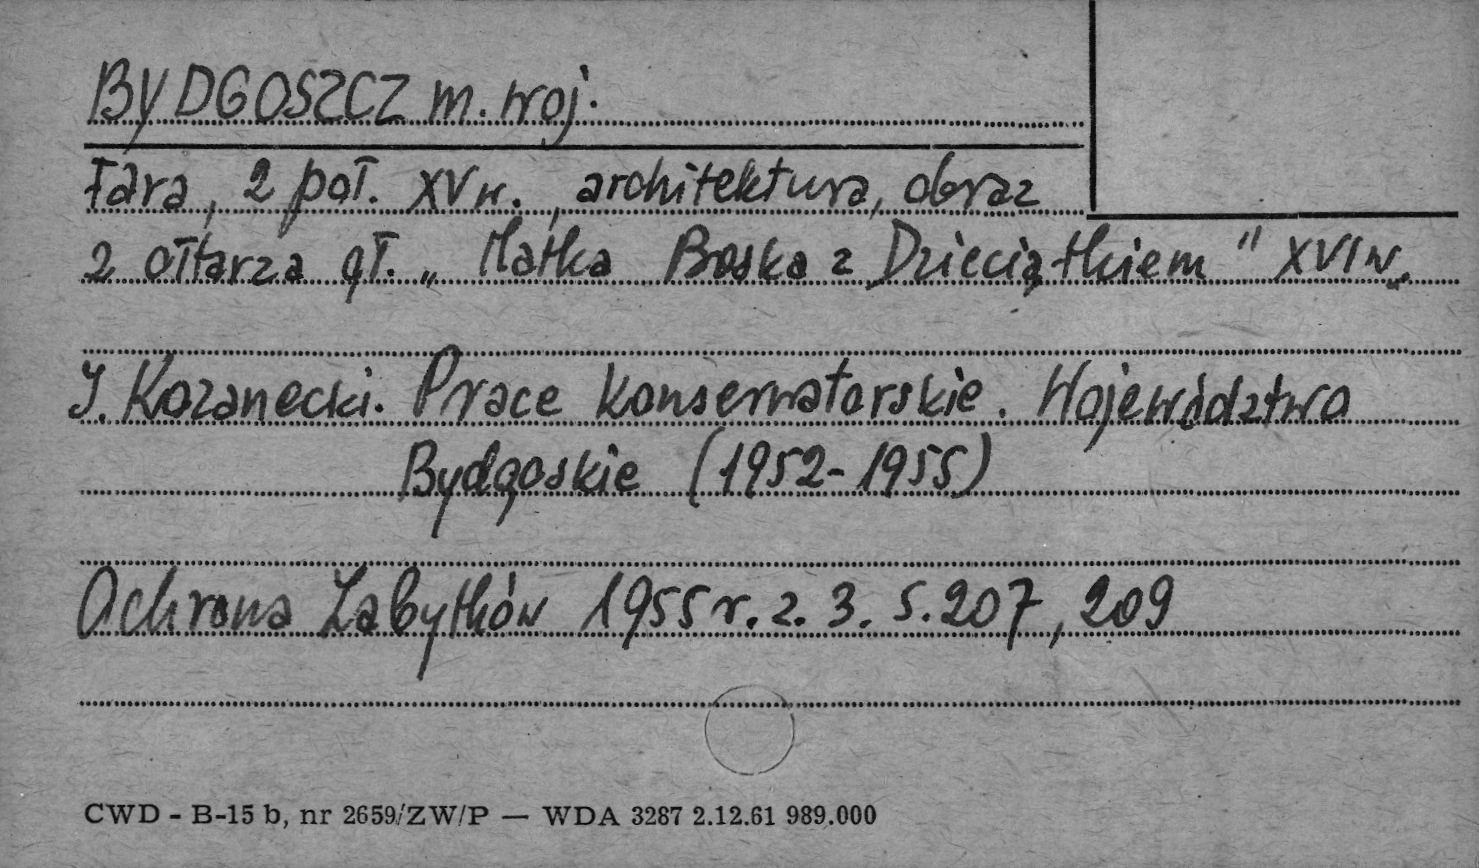 BYDGOSZCZ m. woj.
Fara, 2 poł. XV w., architektura, obraz
z ołtarza gł. „Matka Boska z Dzieciątkiem" XVI w.
J. Kozanecki. Prace konserwatorskie. Województwo
Bydgoskie (1952-1955)
Ochrona Zabytków 1955 r. z. 3. s. 207, 209
CWD - B-15 b, nr 2659/ZW/P — WDA 3287 2.12.61 989.000